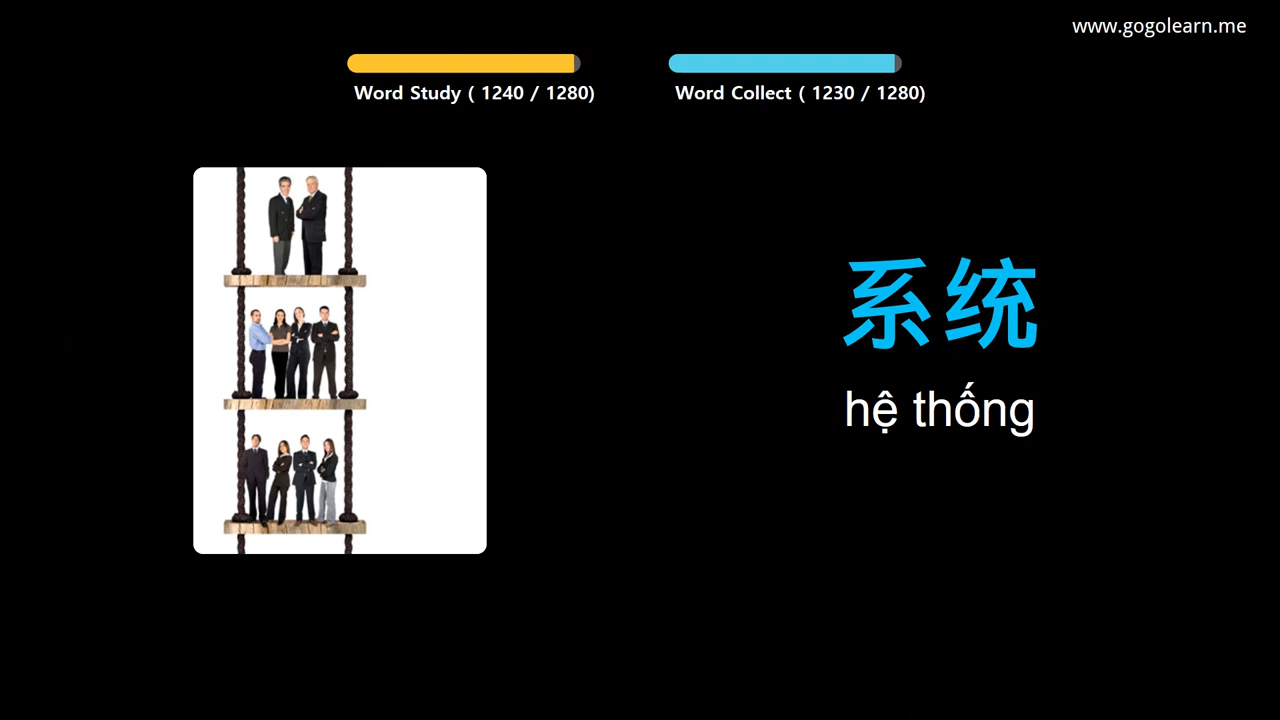 www.gogolearn.me
Word Study ( 1240 / 1280)
Word Collect ( 1230 / 1280)
系统
hệ thống